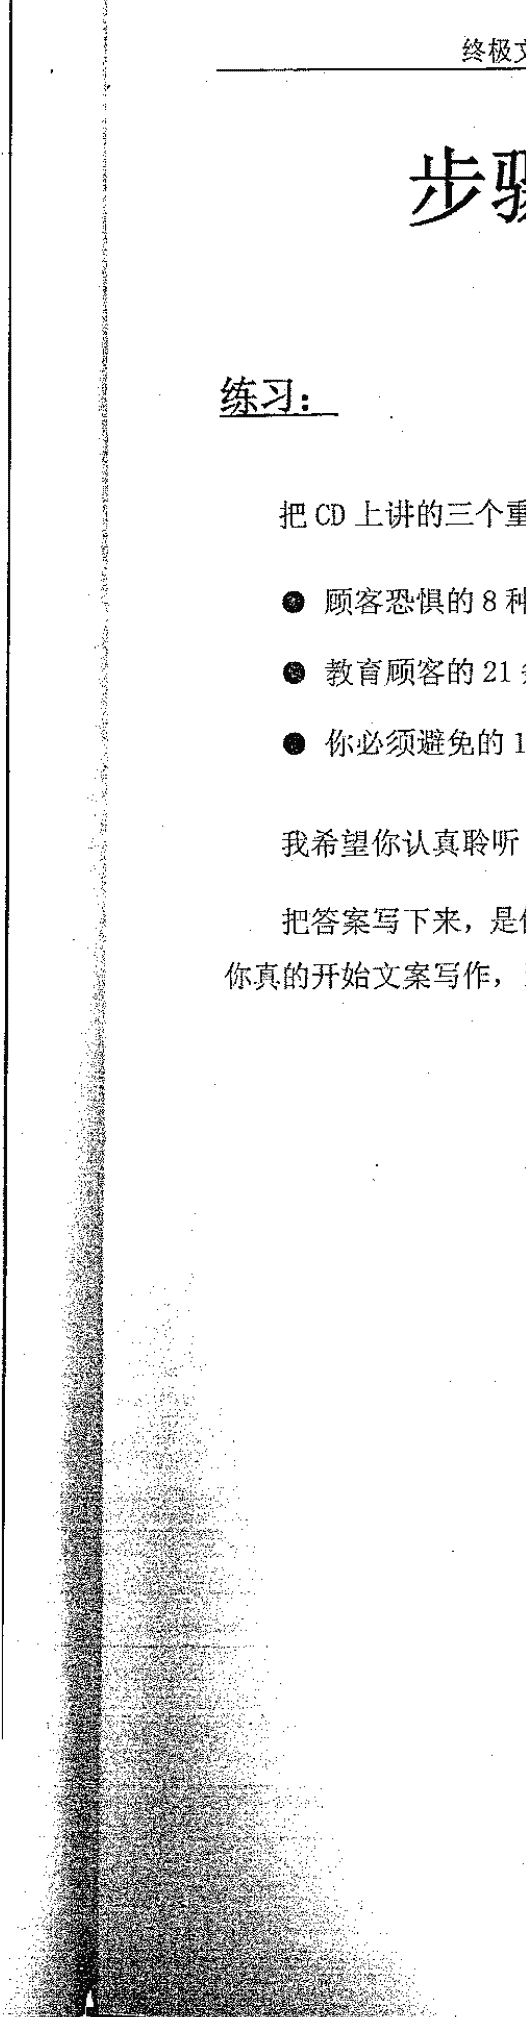 终极文
步骤
练习：
把 CD 上讲的三个重
● 顾客恐惧的 8 种
● 教育顾客的 21
● 你必须避免的 1
我希望你认真聆听
把答案写下来，是
你真的开始文案写作，